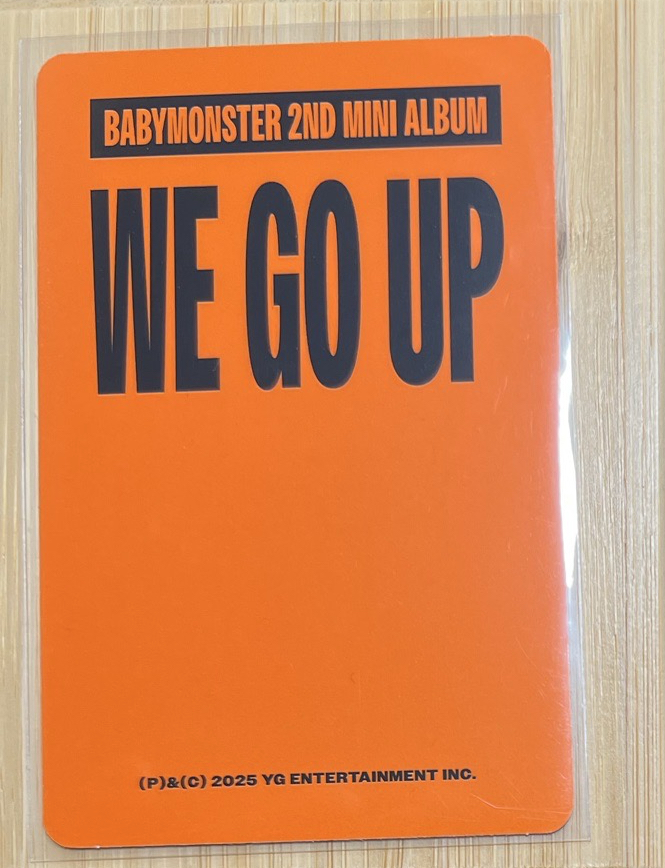 BABYMONSTER 2ND MINI ALBUM
WE GO UP
(P)&(C) 2025 YG ENTERTAINMENT INC.